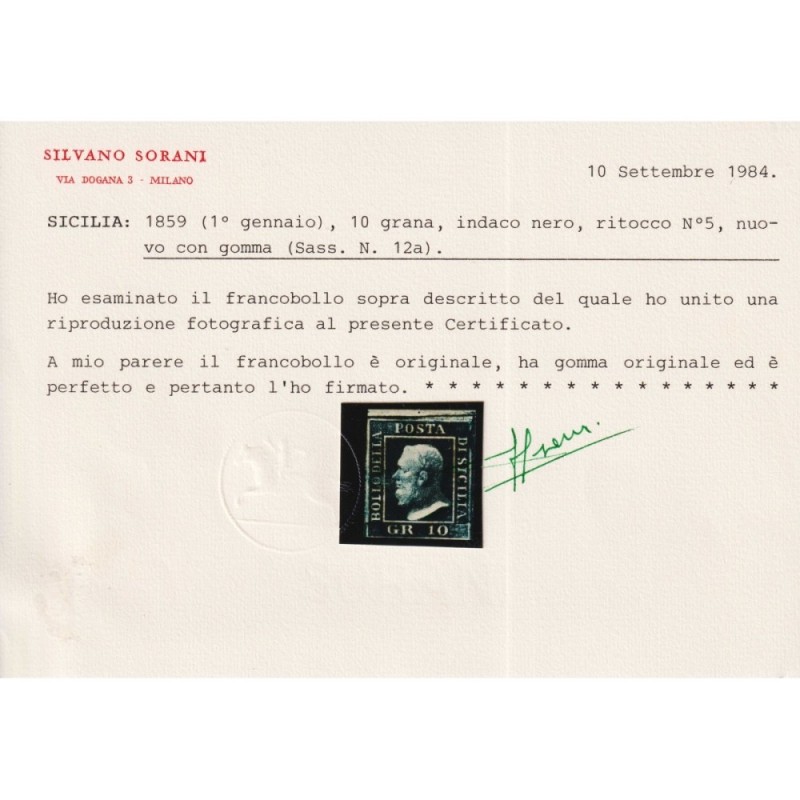 SILVANO SORANI
VIA DOGANA 3 - MILANO
10 Settembre 1984.
SICILIA: 1859 (1° gennaio), 10 grana, indaco nero, ritocco N°5, nuo-
vo con gomma (Sass. N. 12a).
Ho esaminato il francobollo sopra descritto del quale ho unito una
riproduzione fotografica al presente Certificato.
A mio parere il francobollo è originale, ha gomma originale ed è
perfetto e pertanto l'ho firmato. * * * * * * * * * * * * * * * *
POSTA
BOLLO DELLA
DI SICILIA
GR 10